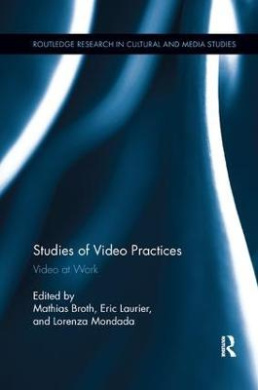 ROUTLEDGE RESEARCH IN CULTURAL AND MEDIA STUDIES
Studies of Video Practices
Video at Work
Edited by
Mathias Broth, Eric Laurier,
and Lorenza Mondada
R
ROUTLEDGE